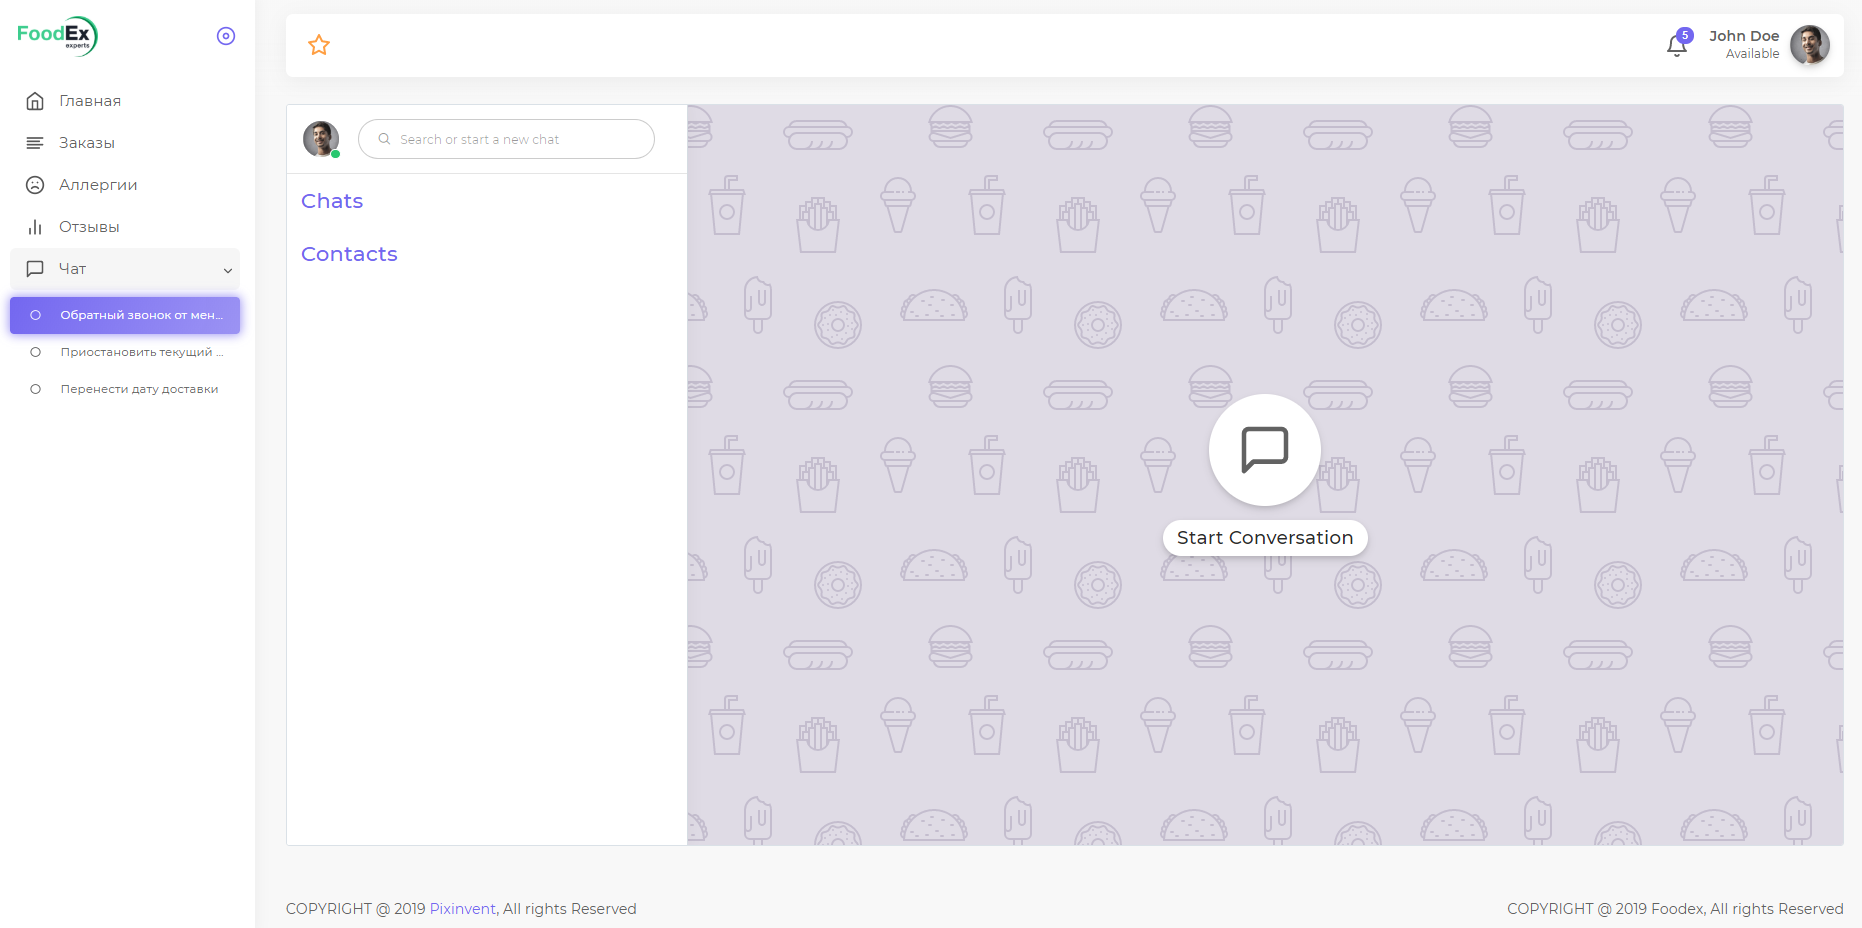 FoodEx
experts
Главная
Заказы
Аллергии
Отзывы
Чат
Обратный звонок от мен...
Приостановить текущий ...
Перенести дату доставки
5
John Doe
Available
Search or start a new chat
Chats
Contacts
Start Conversation
COPYRIGHT @ 2019 Pixinvent, All rights Reserved
COPYRIGHT @ 2019 Foodex, All rights Reserved